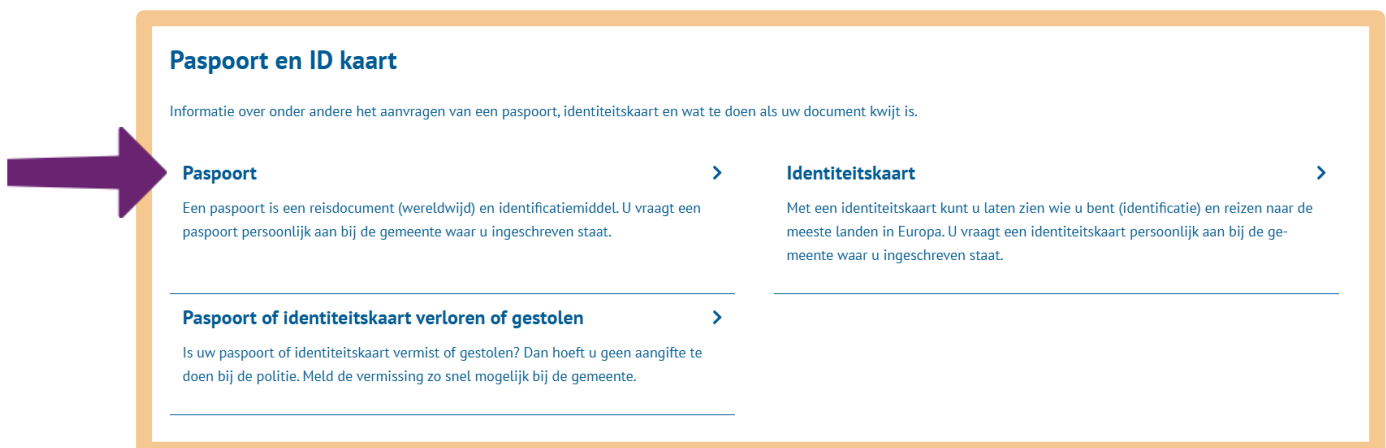 Paspoort en ID kaart
Informatie over onder andere het aanvragen van een paspoort, identiteitskaart en wat te doen als uw document kwijt is.
Paspoort
Een paspoort is een reisdocument (wereldwijd) en identificatiemiddel. U vraagt een
paspoort persoonlijk aan bij de gemeente waar u ingeschreven staat.
Identiteitskaart
Met een identiteitskaart kunt u laten zien wie u bent (identificatie) en reizen naar de
meeste landen in Europa. U vraagt een identiteitskaart persoonlijk aan bij de ge-
meente waar u ingeschreven staat.
Paspoort of identiteitskaart verloren of gestolen
Is uw paspoort of identiteitskaart vermist of gestolen? Dan hoeft u geen aangifte te
doen bij de politie. Meld de vermissing zo snel mogelijk bij de gemeente.